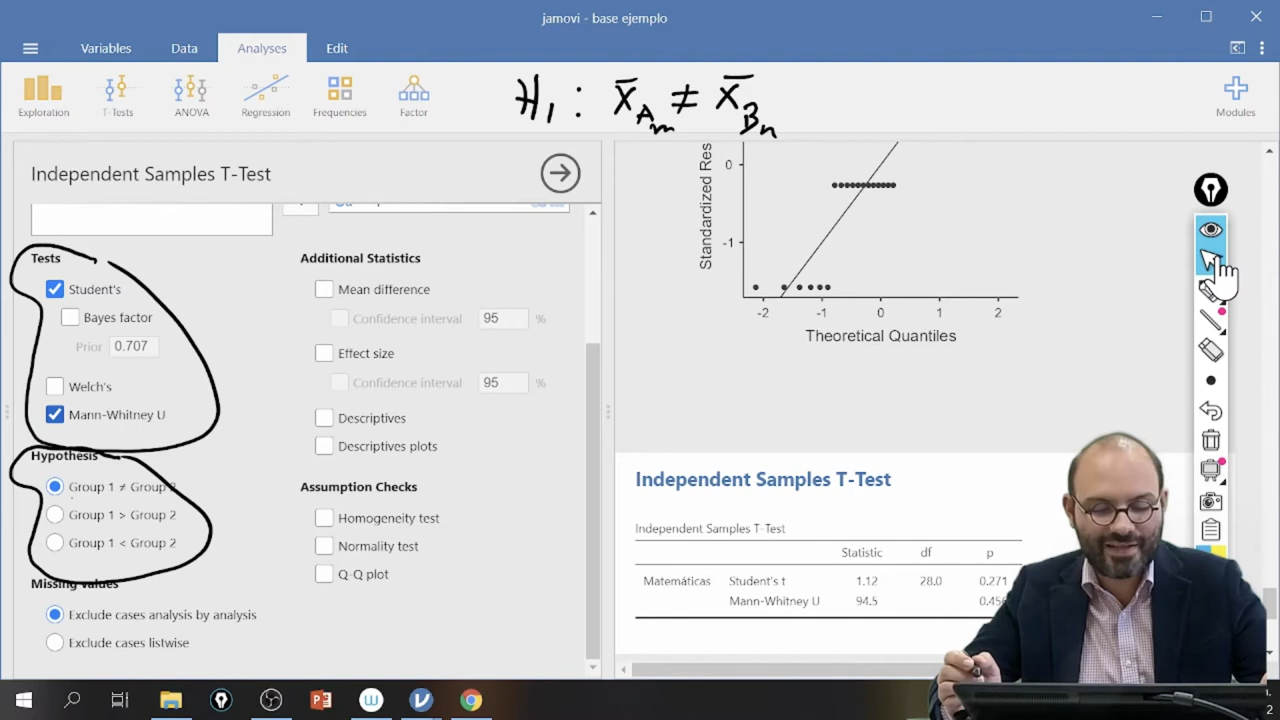 jamovi - base ejemplo
Variables Data Analyses Edit
Exploration T-Tests ANOVA Regression Frequencies Factor Modules
H₁ : X̄Aₘ ≠ X̄Bₙ
Independent Samples T-Test
Tests
Student's
Bayes factor
Prior 0.707
Welch's
Mann-Whitney U
Hypothesis
Group 1 ≠ Group
Group 1 > Group 2
Group 1 < Group 2
Missing values
Exclude cases analysis by analysis
Exclude cases listwise
Additional Statistics
Mean difference
Confidence interval 95 %
Effect size
Confidence interval 95 %
Descriptives
Descriptives plots
Assumption Checks
Homogeneity test
Normality test
Q-Q plot
Standardized Res
0
-1
-2 -1 0 1 2
Theoretical Quantiles
Independent Samples T-Test
Independent Samples T-Test
Statistic df p
Matemáticas Student's t 1.12 28.0 0.271
Mann-Whitney U 94.5